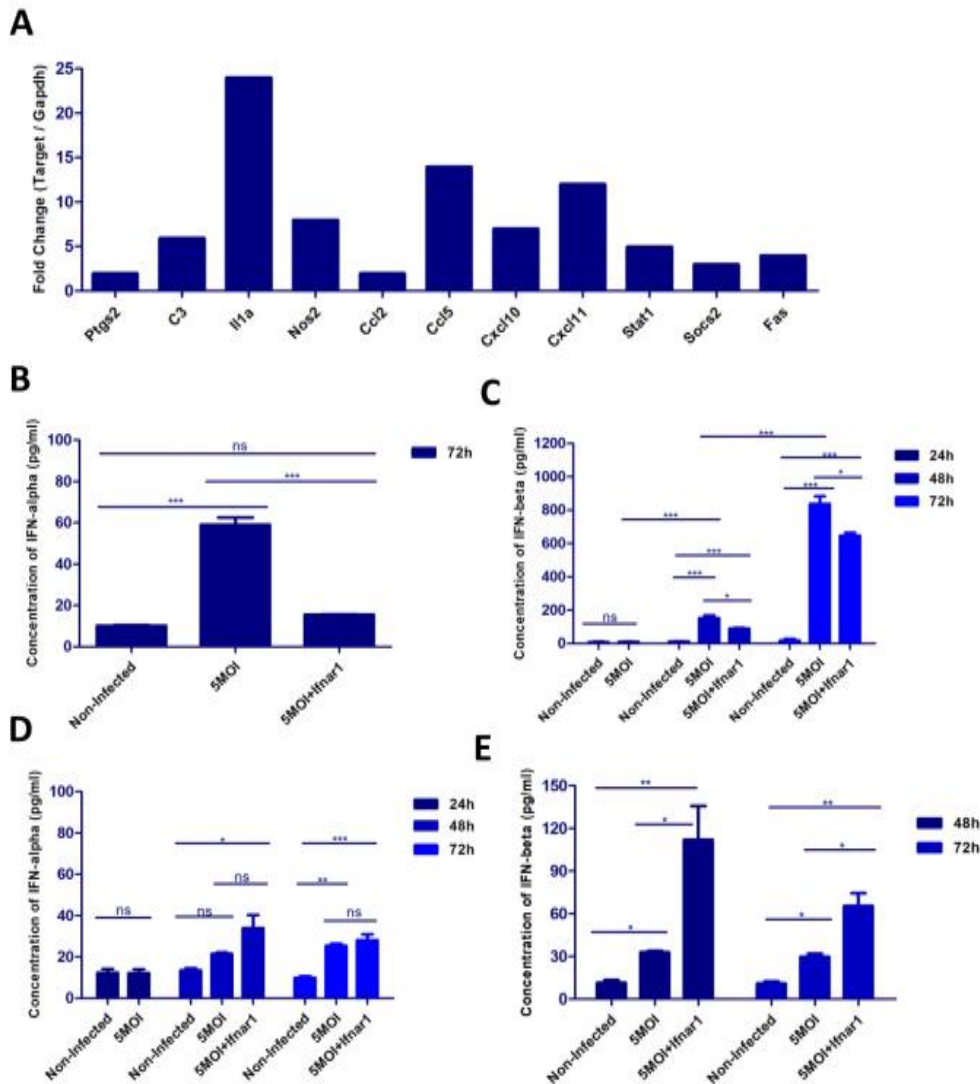 A
Fold Change (Target / Gapdh)
25
20
15
10
5
0
Ptgs2
C3
Il1a
Nos2
Ccl2
Ccl5
Cxcl10
Cxcl11
Stat1
Socs2
Fas
B
Concentration of IFN-alpha (pg/ml)
100
80
60
40
20
0
ns
***
***
72h
Non-Infected
5MOI
5MOI+Ifnar1
C
Concentration of IFN-beta (pg/ml)
1200
1000
800
600
400
200
0
***
***
*
***
***
***
***
*
ns
24h
48h
72h
Non-Infected
5MOI
Non-Infected
5MOI
5MOI+Ifnar1
Non-Infected
5MOI
5MOI+Ifnar1
D
Concentration of IFN-alpha (pg/ml)
100
80
60
40
20
0
ns
*
ns
ns
***
**
ns
24h
48h
72h
Non-Infected
5MOI
Non-Infected
5MOI
5MOI+Ifnar1
Non-Infected
5MOI
5MOI+Ifnar1
E
Concentration of IFN-beta (pg/ml)
150
120
90
60
30
0
**
*
*
**
*
*
48h
72h
Non-Infected
5MOI
5MOI+Ifnar1
Non-Infected
5MOI
5MOI+Ifnar1